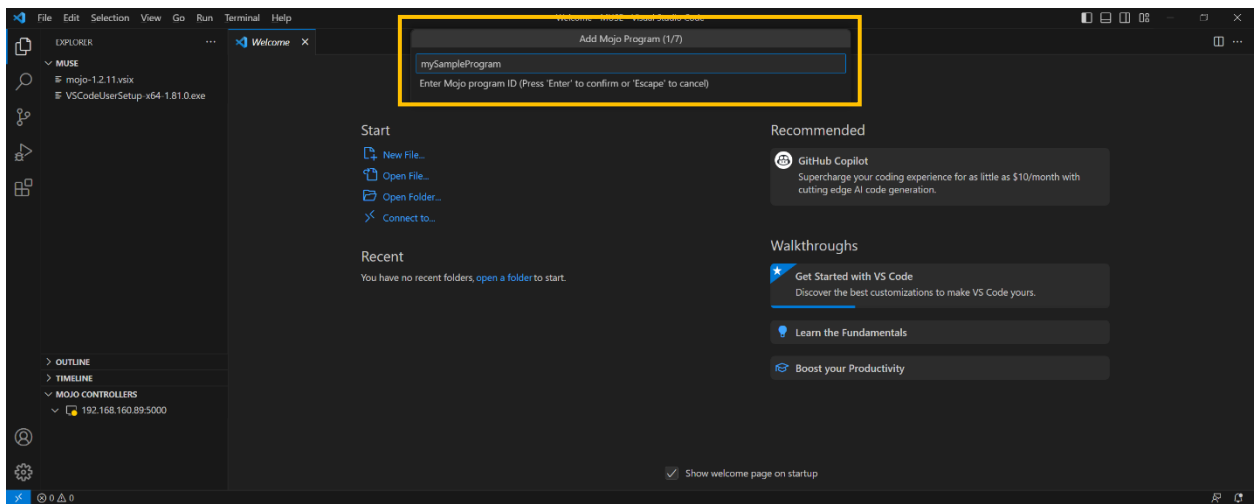 File Edit Selection View Go Run Terminal Help
Welcome - MUSE - Visual Studio Code
EXPLORER
Welcome
Add Mojo Program (1/7)
MUSE
mySampleProgram
mojo-1.2.11.vsix
Enter Mojo program ID (Press 'Enter' to confirm or 'Escape' to cancel)
VSCodeUserSetup-x64-1.81.0.exe
Start
New File...
Open File...
Open Folder...
Connect to...
Recent
You have no recent folders, open a folder to start.
Recommended
GitHub Copilot
Supercharge your coding experience for as little as $10/month with
cutting edge AI code generation.
Walkthroughs
Get Started with VS Code
Discover the best customizations to make VS Code yours.
Learn the Fundamentals
Boost your Productivity
OUTLINE
TIMELINE
MOJO CONTROLLERS
192.168.160.89:5000
Show welcome page on startup
0 0